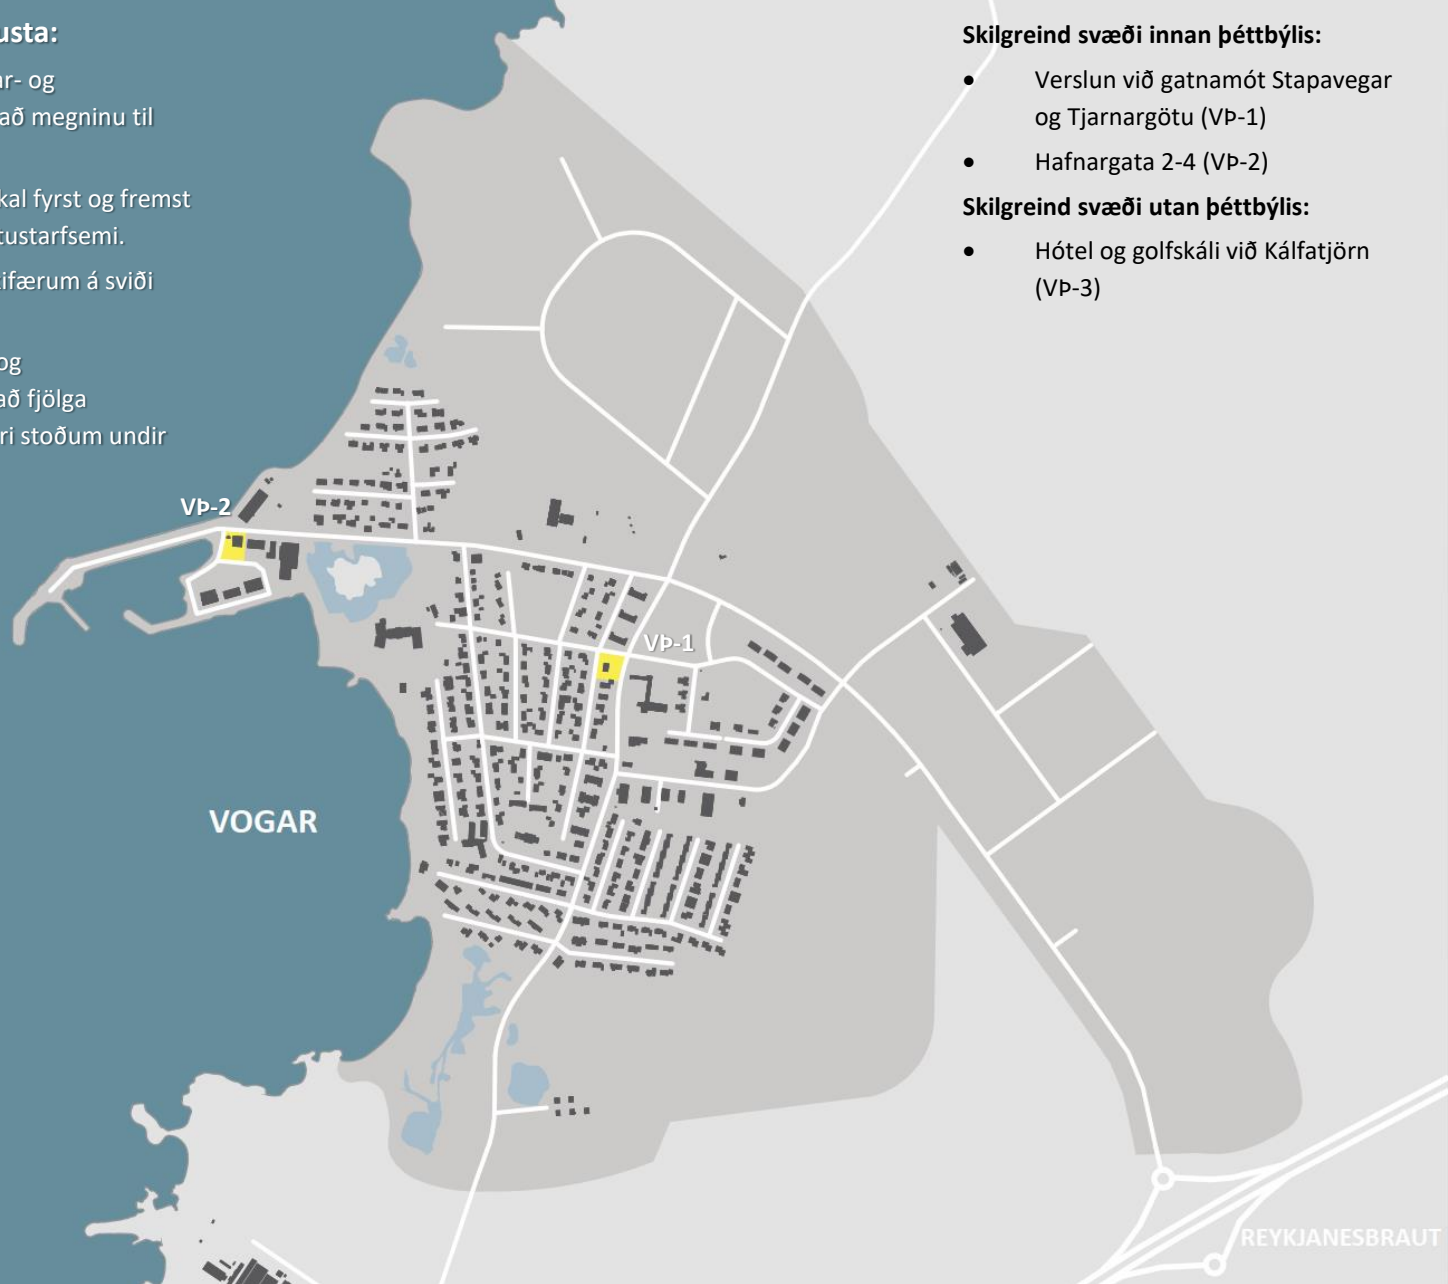 usta:
ar- og
að megninu til
kal fyrst og fremst
tustarfsemi.
kifærum á sviði
og
að fjölga
ri stoðum undir
Skilgreind svæði innan þéttbýlis:
• Verslun við gatnamót Stapavegar
og Tjarnargötu (VÞ-1)
• Hafnargata 2-4 (VÞ-2)
Skilgreind svæði utan þéttbýlis:
• Hótel og golfskáli við Kálfatjörn
(VÞ-3)
VÞ-2
VÞ-1
VOGAR
REYKJANESBRAUT